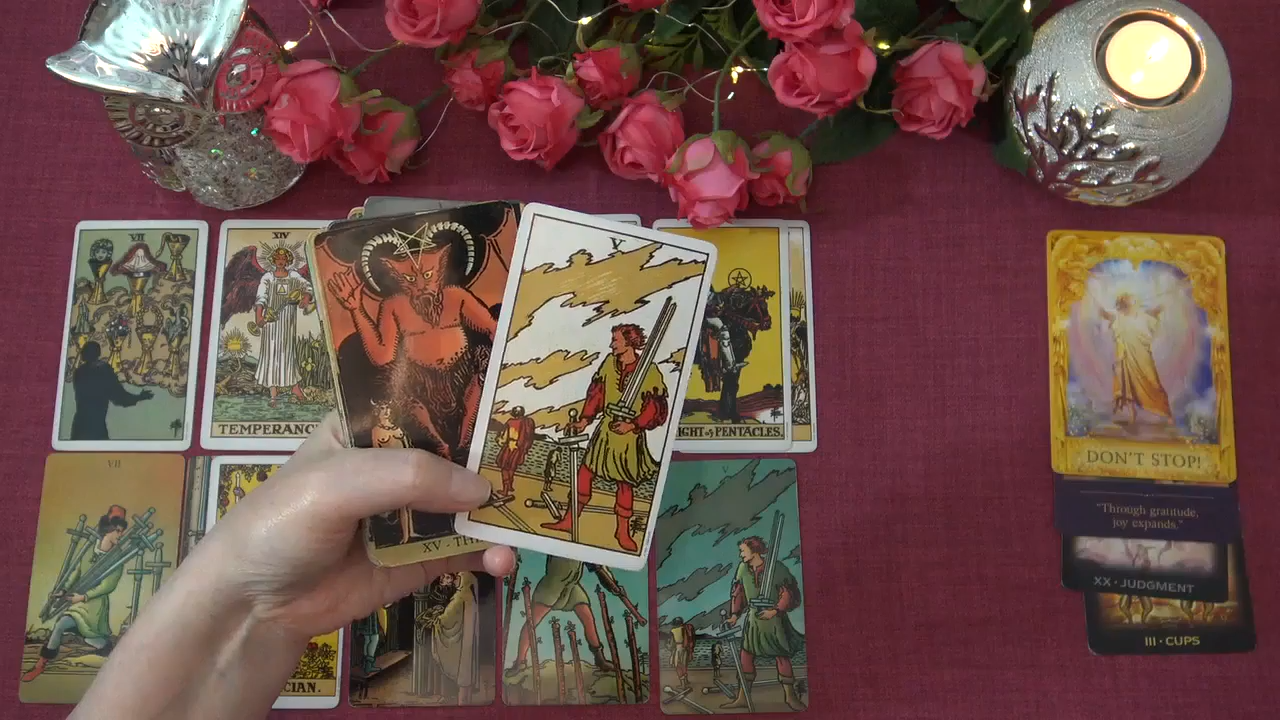 VII
XIV
V
TEMPERANC
IGHT of PENTACLES.
DON'T STOP!
"Through gratitude,
joy expands."
XX · JUDGMENT
III · CUPS
VII
XV · TH
CIAN.